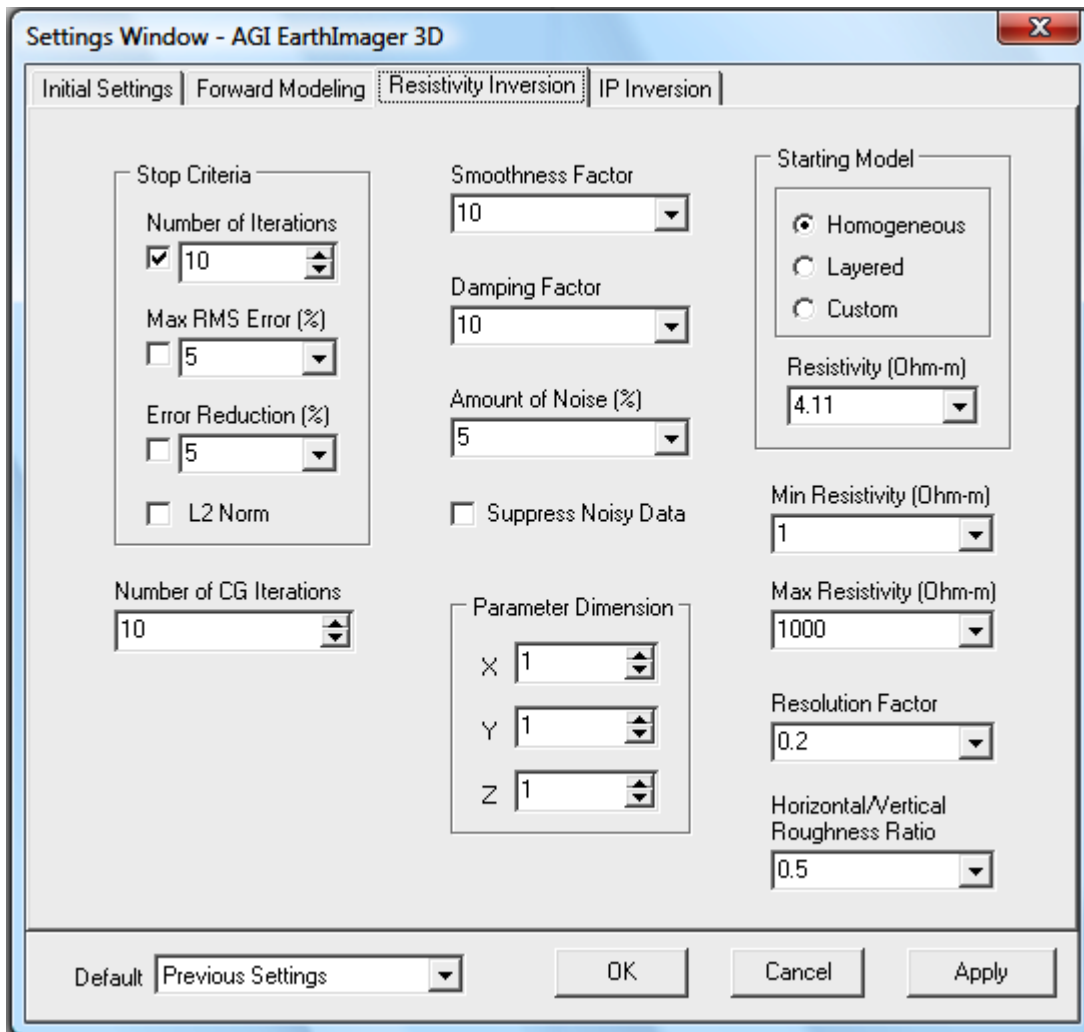 Settings Window - AGI EarthImager 3D
Initial Settings
Forward Modeling
Resistivity Inversion
IP Inversion
Stop Criteria
Number of Iterations
10
Max RMS Error (%)
5
Error Reduction (%)
5
L2 Norm
Number of CG Iterations
10
Smoothness Factor
10
Damping Factor
10
Amount of Noise (%)
5
Suppress Noisy Data
Parameter Dimension
X 1
Y 1
Z 1
Starting Model
Homogeneous
Layered
Custom
Resistivity (Ohm-m)
4.11
Min Resistivity (Ohm-m)
1
Max Resistivity (Ohm-m)
1000
Resolution Factor
0.2
Horizontal/Vertical
Roughness Ratio
0.5
Default Previous Settings
OK
Cancel
Apply